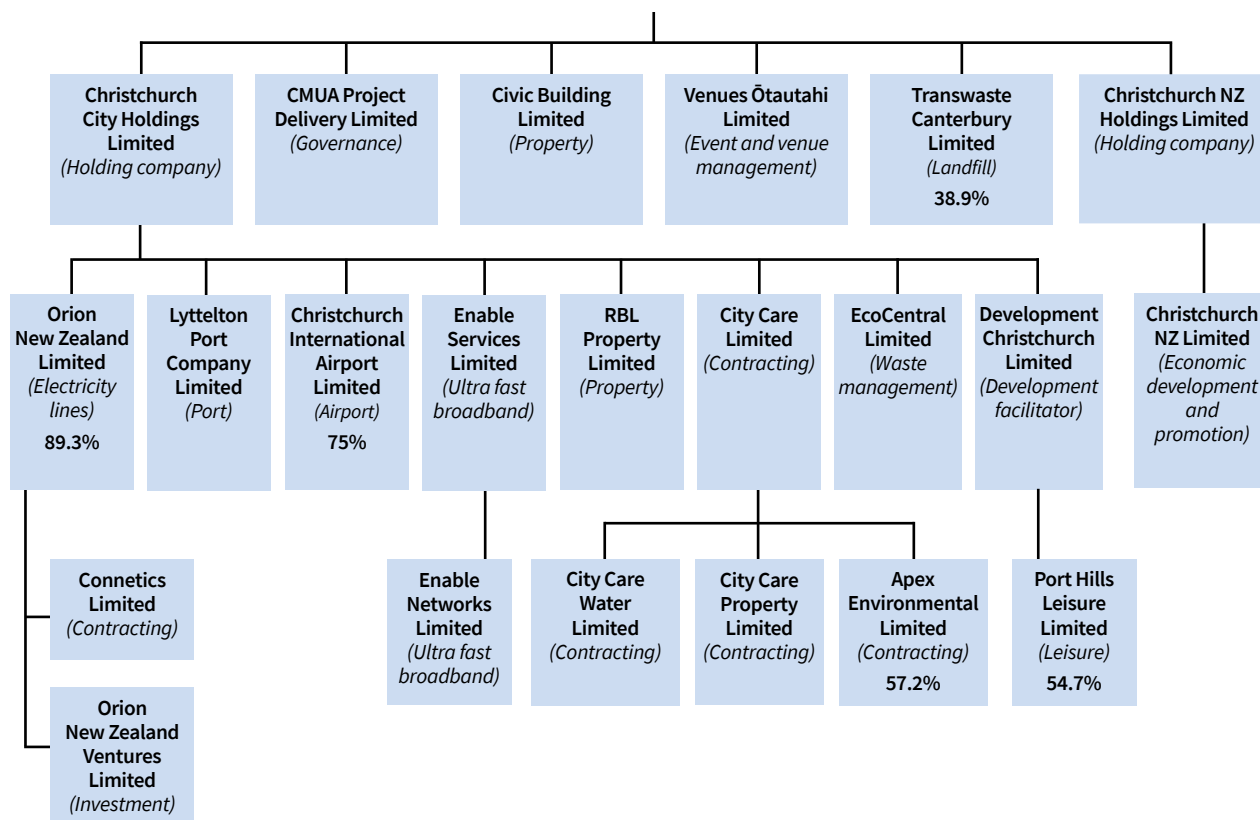 Christchurch
City Holdings
Limited
(Holding company)
CMUA Project
Delivery Limited
(Governance)
Civic Building
Limited
(Property)
Venues Ōtautahi
Limited
(Event and venue
management)
Transwaste
Canterbury
Limited
(Landfill)
38.9%
Christchurch NZ
Holdings Limited
(Holding company)
Orion
New Zealand
Limited
(Electricity
lines)
89.3%
Lyttelton
Port
Company
Limited
(Port)
Christchurch
International
Airport
Limited
(Airport)
75%
Enable
Services
Limited
(Ultra fast
broadband)
RBL
Property
Limited
(Property)
City Care
Limited
(Contracting)
EcoCentral
Limited
(Waste
management)
Development
Christchurch
Limited
(Development
facilitator)
Christchurch
NZ Limited
(Economic
development
and
promotion)
Connetics
Limited
(Contracting)
Enable
Networks
Limited
(Ultra fast
broadband)
City Care
Water
Limited
(Contracting)
City Care
Property
Limited
(Contracting)
Apex
Environmental
Limited
(Contracting)
57.2%
Port Hills
Leisure
Limited
(Leisure)
54.7%
Orion
New Zealand
Ventures
Limited
(Investment)